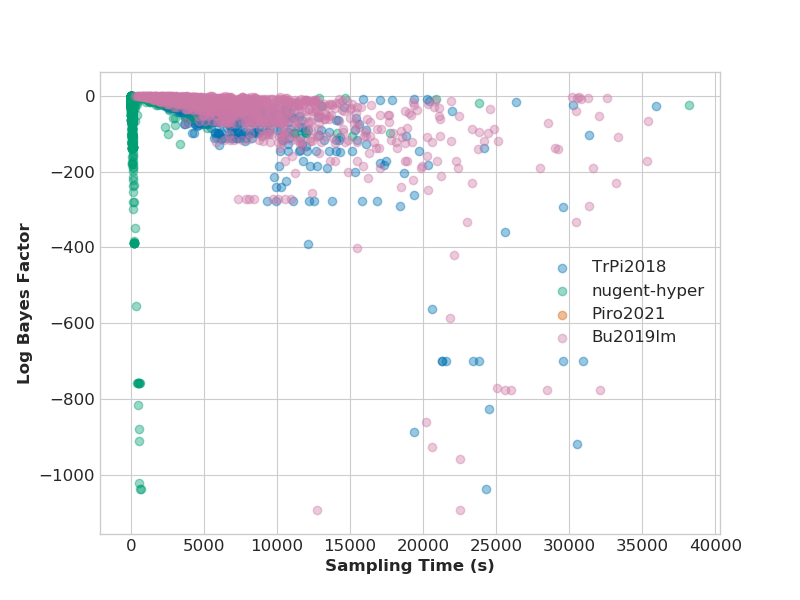 0
−200
−400
−600
−800
−1000
Log Bayes Factor
TrPi2018
nugent-hyper
Piro2021
Bu2019lm
0 5000 10000 15000 20000 25000 30000 35000 40000
Sampling Time (s)